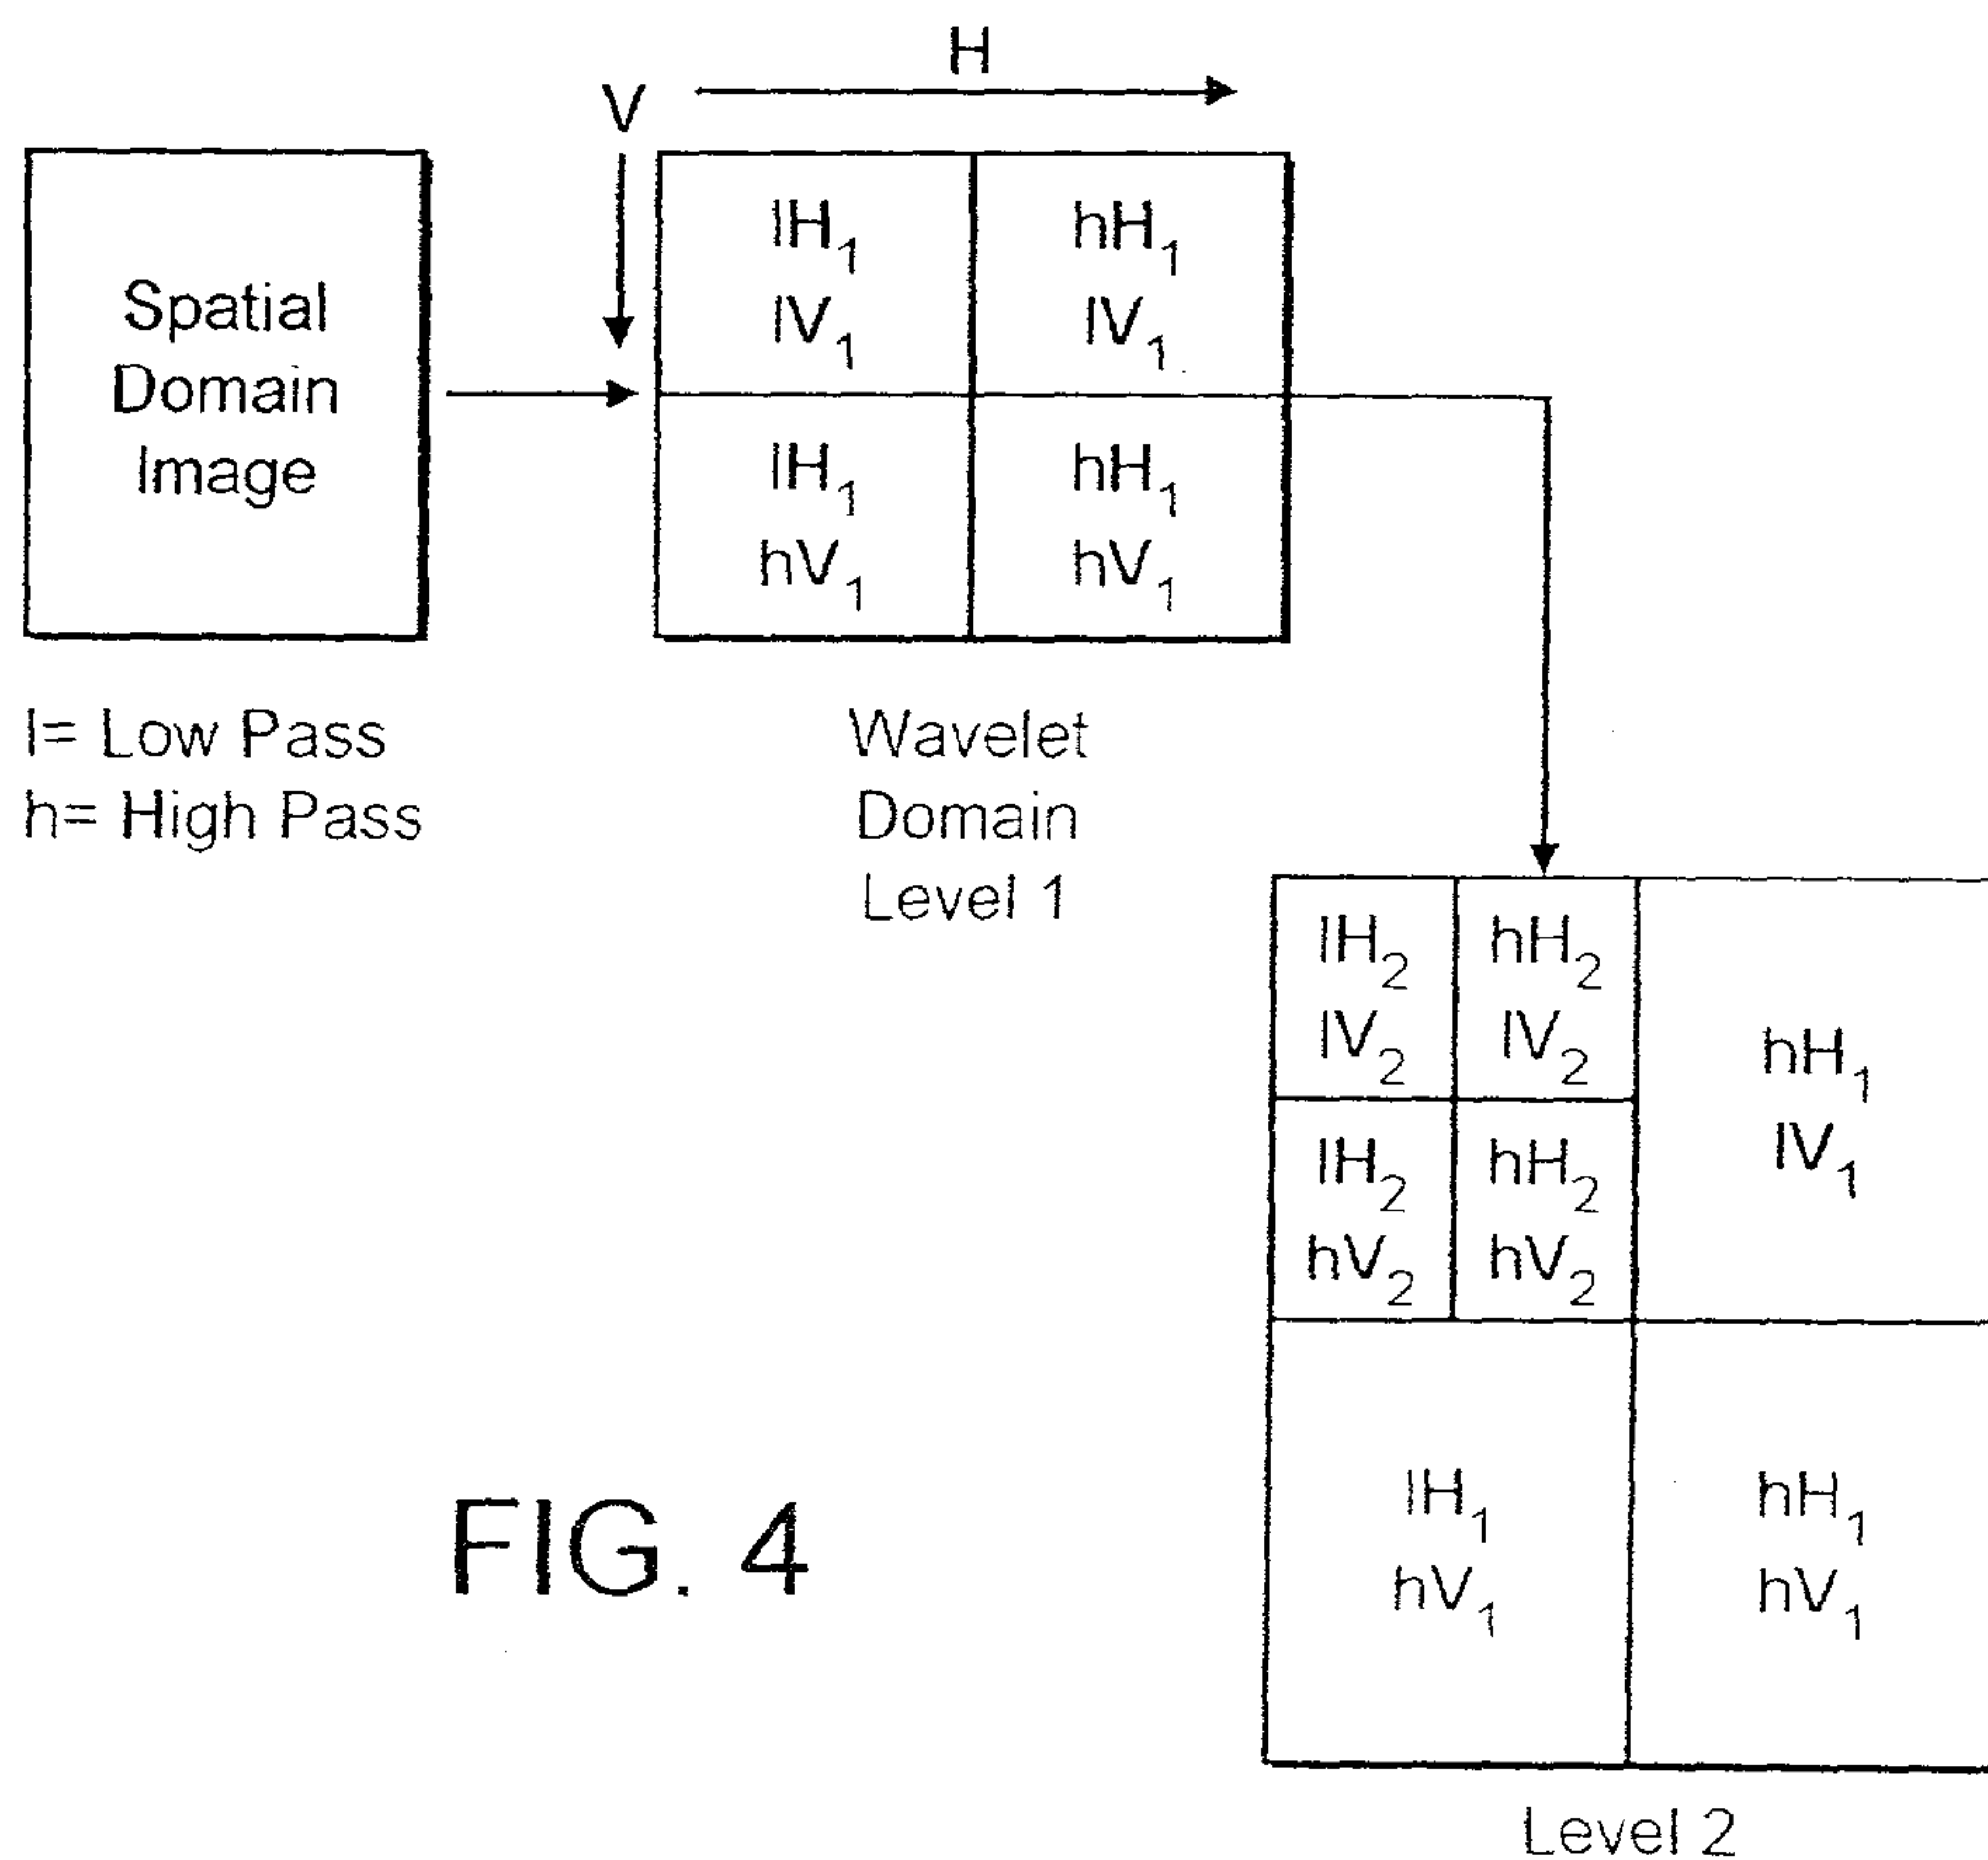 H
V
Spatial
Domain
Image
lH1 hH1
lV1 lV1
lH1 hH1
hV1 hV1
l= Low Pass
h= High Pass
Wavelet
Domain
Level 1
lH2 hH2
lV2 lV2
hH1
lV1
lH2 hH2
hV2 hV2
lH1 hH1
hV1 hV1
FIG. 4
Level 2